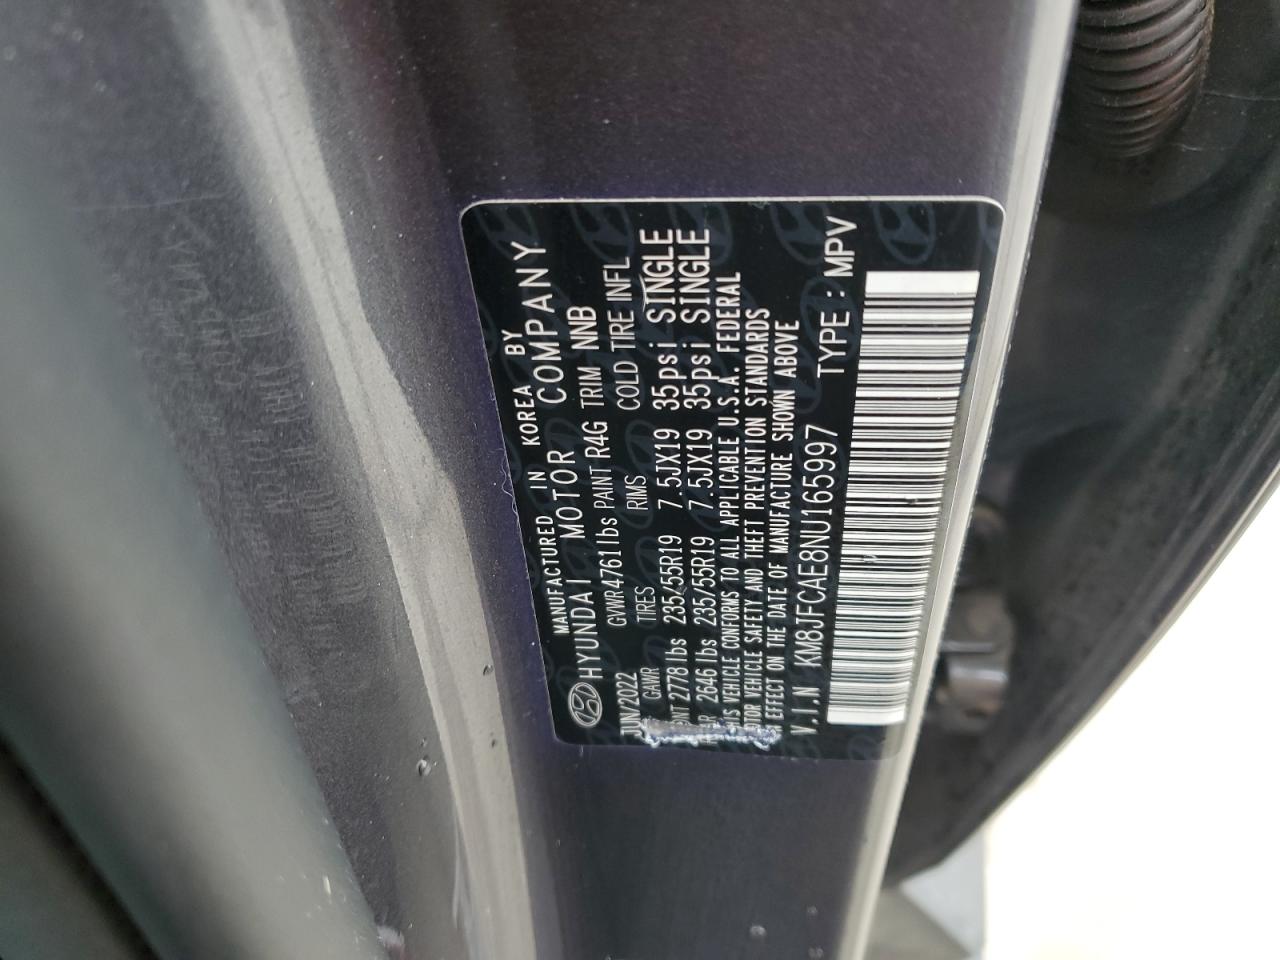 MANUFACTURED IN KOREA BY
HYUNDAI MOTOR COMPANY
JUN/2022 GVWR 4761 lbs PAINT R4G TRIM NNB
GAWR TIRES RIMS COLD TIRE INFL
2778 lbs 235/55R19 7.5JX19 35psi SINGLE
2646 lbs 235/55R19 7.5JX19 35psi SINGLE
VEHICLE CONFORMS TO ALL APPLICABLE U.S.A. FEDERAL
VEHICLE SAFETY AND THEFT PREVENTION STANDARDS
EFFECT ON THE DATE OF MANUFACTURE SHOWN ABOVE
V.I.N KM8JFCAE8NU165997 TYPE : MPV